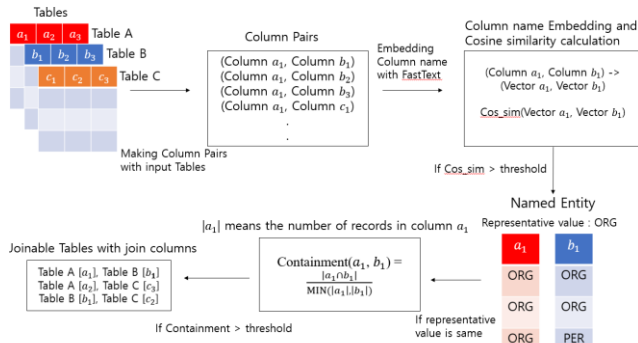 Tables
a₁ a₂ a₃ Table A
b₁ b₂ b₃ Table B
c₁ c₂ c₃ Table C
Making Column Pairs
with input Tables
Column Pairs
(Column a₁, Column b₁)
(Column a₁, Column b₂)
(Column a₁, Column b₃)
(Column a₁, Column c₁)
.
.
Embedding
Column name
with FastText
Column name Embedding and
Cosine similarity calculation
(Column a₁, Column b₁) ->
(Vector a₁, Vector b₁)
Cos_sim(Vector a₁, Vector b₁)
If Cos_sim > threshold
Named Entity
Representative value : ORG
a₁ b₁
ORG ORG
ORG ORG
ORG PER
If representative
value is same
|a₁| means the number of records in column a₁
Containment(a₁, b₁) =
|a₁∩b₁|
MIN(|a₁|,|b₁|)
If Containment > threshold
Joinable Tables with join columns
Table A [a₁], Table B [b₁]
Table A [a₂], Table C [c₃]
Table B [b₁], Table C [c₂]